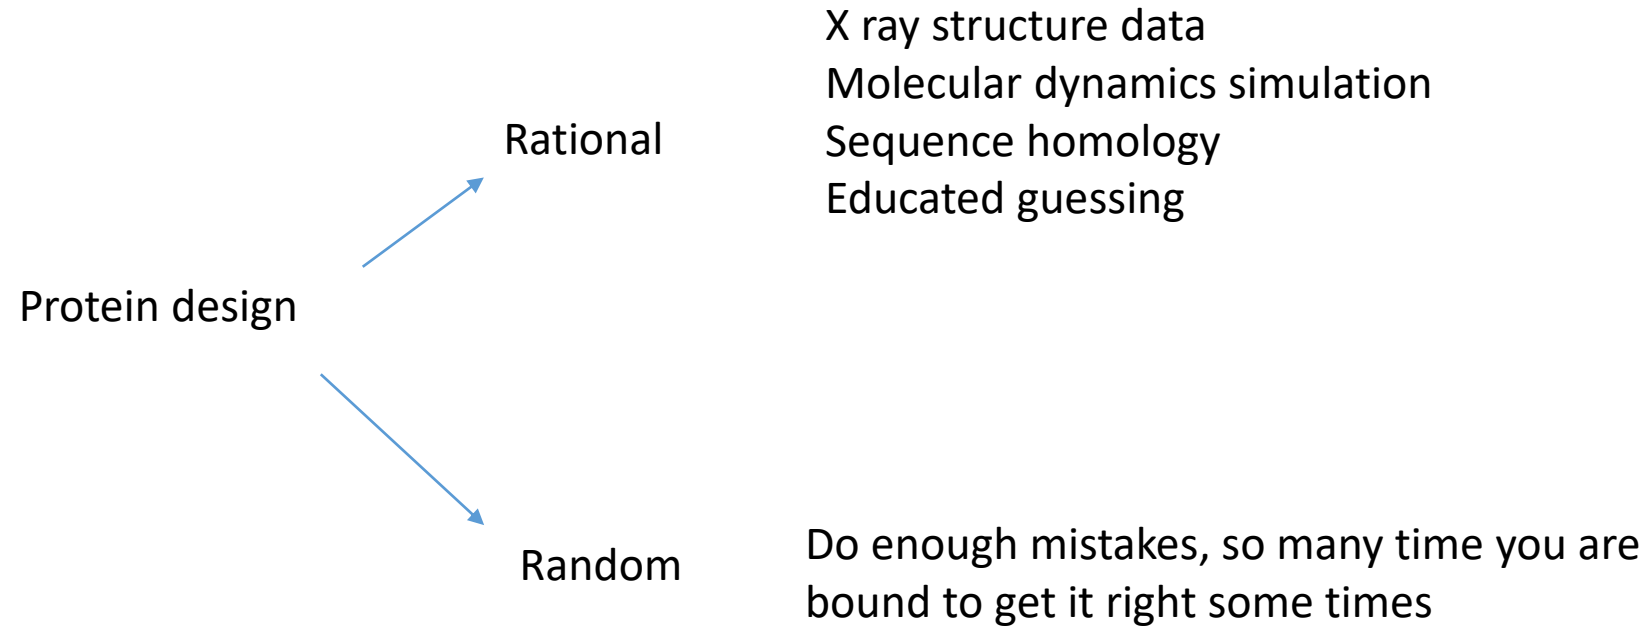 Protein design
Rational
X ray structure data
Molecular dynamics simulation
Sequence homology
Educated guessing
Random
Do enough mistakes, so many time you are
bound to get it right some times